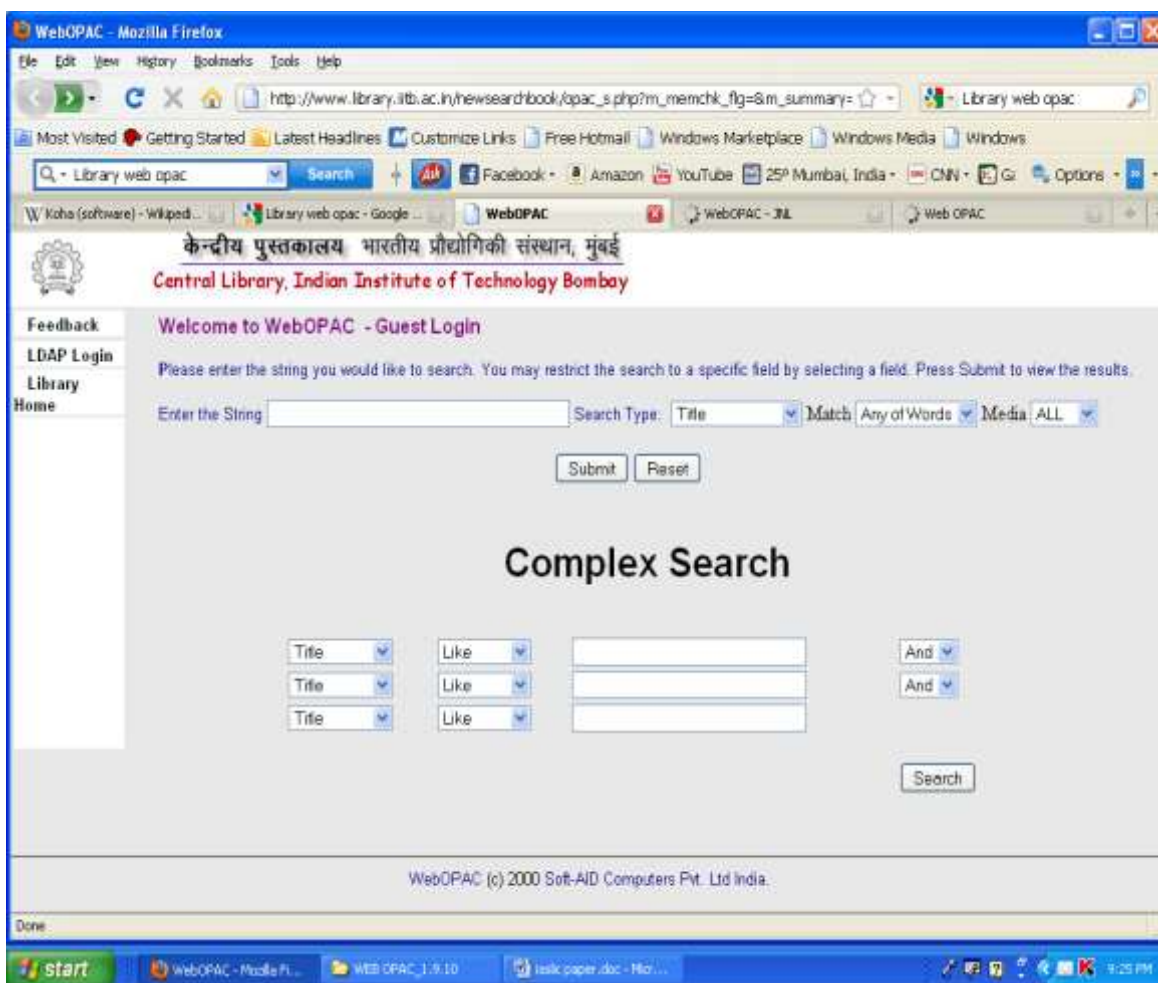 WebOPAC - Mozilla Firefox
File Edit View History Bookmarks Tools Help
http://www.library.iitb.ac.in/newsearchbook/opac_s.php?m_memchk_flg=&m_summary= Library web opac
Most Visited Getting Started Latest Headlines Customize Links Free Hotmail Windows Marketplace Windows Media Windows
Library web opac Search Ask Facebook Amazon YouTube 25° Mumbai, India CNN Options
Koha (software) - Wikiped... Library web opac - Google ... WebOPAC WebOPAC - JNL Web OPAC
केन्द्रीय पुस्तकालय भारतीय प्रौद्योगिकी संस्थान, मुंबई
Central Library, Indian Institute of Technology Bombay
Feedback
LDAP Login
Library
Home
Welcome to WebOPAC - Guest Login
Please enter the string you would like to search. You may restrict the search to a specific field by selecting a field. Press Submit to view the results.
Enter the String Search Type: Title Match Any of Words Media ALL
Submit Reset
Complex Search
Title Like And
Title Like And
Title Like
Search
WebOPAC (c) 2000 Soft-AID Computers Pvt. Ltd India.
Done
start WebOPAC - Mozilla Fi... WEB OPAC_1.9.10 paper.doc - Mic... 9:25 PM